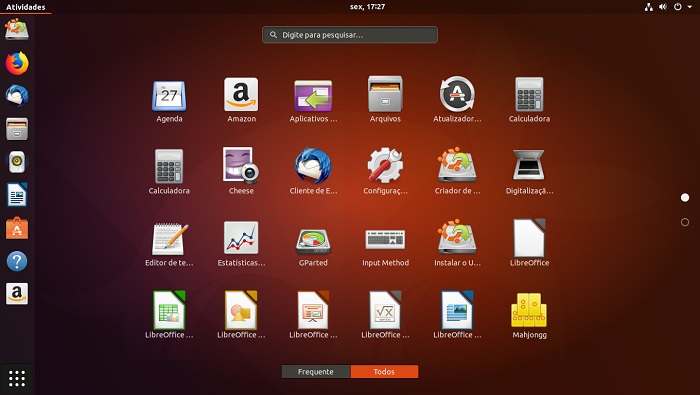 Atividades
sex, 17:27
Digite para pesquisar...
Agenda
Amazon
Aplicativos ...
Arquivos
Atualizador...
Calculadora
Calculadora
Cheese
Cliente de E...
Configuraç...
Criador de ...
Digitalizaçã...
Editor de te...
Estatísticas...
GParted
Input Method
Instalar o U...
LibreOffice
LibreOffice ...
LibreOffice ...
LibreOffice ...
LibreOffice ...
LibreOffice ...
Mahjongg
Frequente
Todos